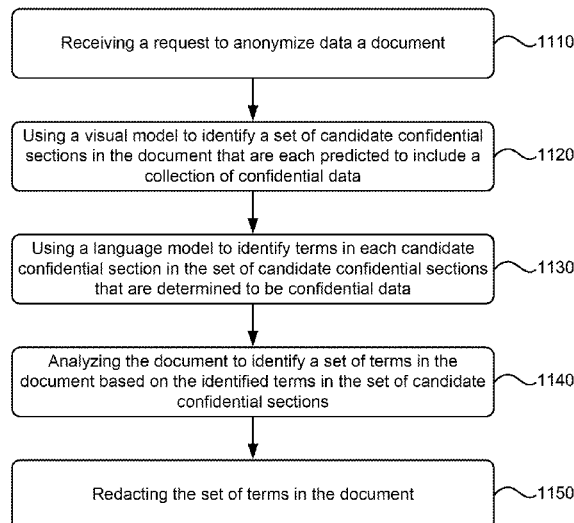 Receiving a request to anonymize data a document
1110
Using a visual model to identify a set of candidate confidential
sections in the document that are each predicted to include a
collection of confidential data
1120
Using a language model to identify terms in each candidate
confidential section in the set of candidate confidential sections
that are determined to be confidential data
1130
Analyzing the document to identify a set of terms in the
document based on the identified terms in the set of candidate
confidential sections
1140
Redacting the set of terms in the document
1150